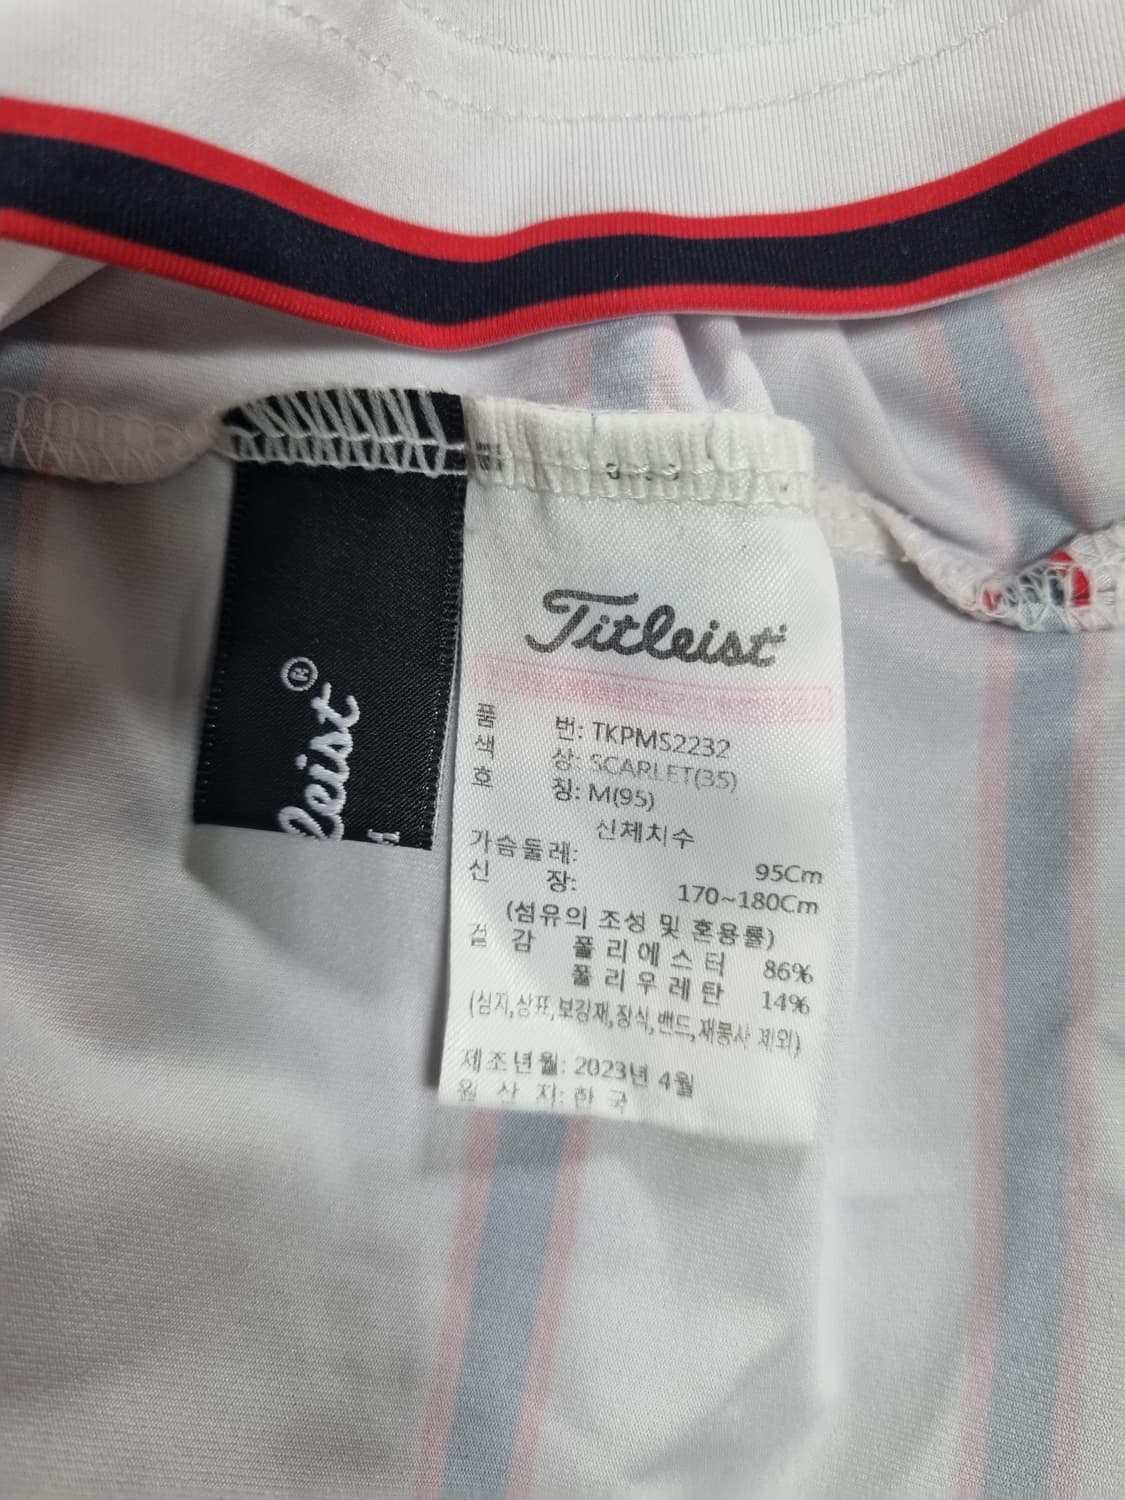 Titleist
품 번: TKPMS2232
색 상: SCARLET(35)
호 칭: M(95)
신체치수
가슴둘레: 95Cm
신 장: 170~180Cm
(섬유의 조성 및 혼용률)
겉 감 폴리에스터 86%
폴리우레탄 14%
(심지,상표,보강재,장식,밴드,재봉사 제외)
제조년월: 2023년 4월
원 산 지: 한 국
leist®
M